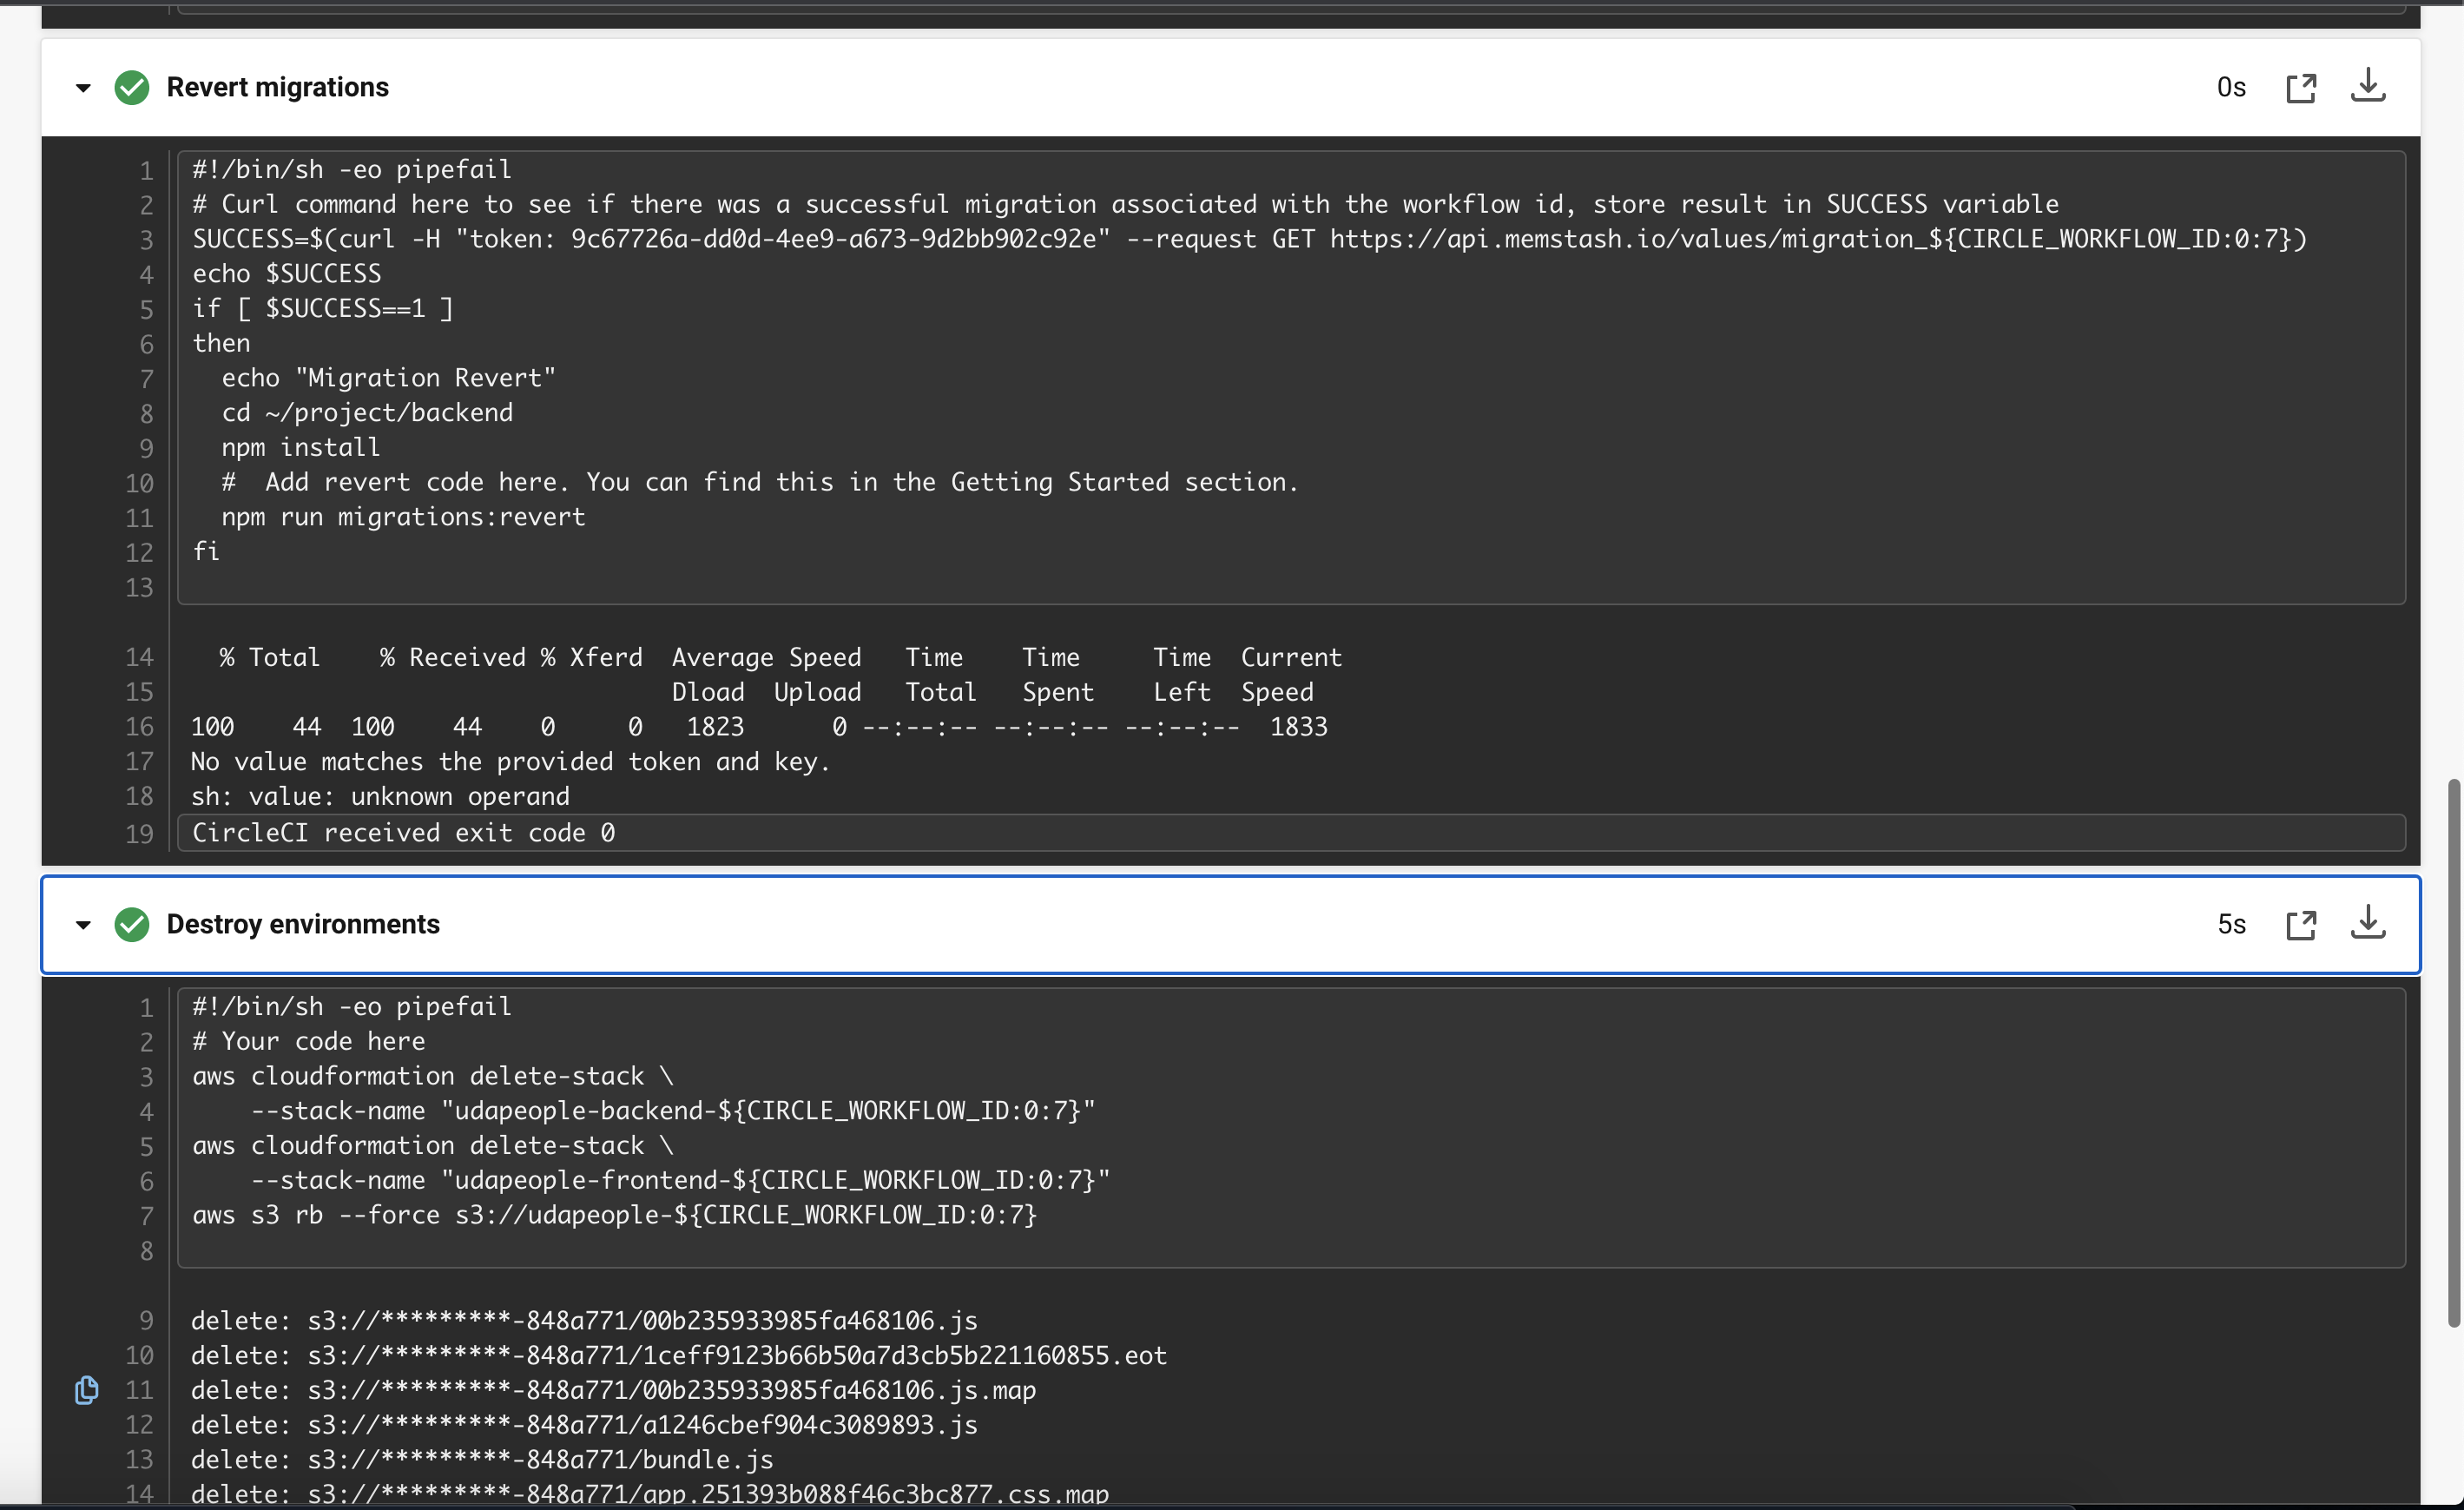 Revert migrations
0s
1 #!/bin/sh -eo pipefail
2 # Curl command here to see if there was a successful migration associated with the workflow id, store result in SUCCESS variable
3 SUCCESS=$(curl -H "token: 9c67726a-dd0d-4ee9-a673-9d2bb902c92e" --request GET https://api.memstash.io/values/migration_${CIRCLE_WORKFLOW_ID:0:7})
4 echo $SUCCESS
5 if [ $SUCCESS==1 ]
6 then
7   echo "Migration Revert"
8   cd ~/project/backend
9   npm install
10   #  Add revert code here. You can find this in the Getting Started section.
11   npm run migrations:revert
12 fi
13
14   % Total    % Received % Xferd  Average Speed   Time    Time     Time  Current
15                                  Dload  Upload   Total   Spent    Left  Speed
16 100    44  100    44    0     0   1823      0 --:--:-- --:--:-- --:--:--  1833
17 No value matches the provided token and key.
18 sh: value: unknown operand
19 CircleCI received exit code 0
Destroy environments
5s
1 #!/bin/sh -eo pipefail
2 # Your code here
3 aws cloudformation delete-stack \
4     --stack-name "udapeople-backend-${CIRCLE_WORKFLOW_ID:0:7}"
5 aws cloudformation delete-stack \
6     --stack-name "udapeople-frontend-${CIRCLE_WORKFLOW_ID:0:7}"
7 aws s3 rb --force s3://udapeople-${CIRCLE_WORKFLOW_ID:0:7}
8
9 delete: s3://*********-848a771/00b235933985fa468106.js
10 delete: s3://*********-848a771/1ceff9123b66b50a7d3cb5b221160855.eot
11 delete: s3://*********-848a771/00b235933985fa468106.js.map
12 delete: s3://*********-848a771/a1246cbef904c3089893.js
13 delete: s3://*********-848a771/bundle.js
14 delete: s3://*********-848a771/app.251393b088f46c3bc877.css.map